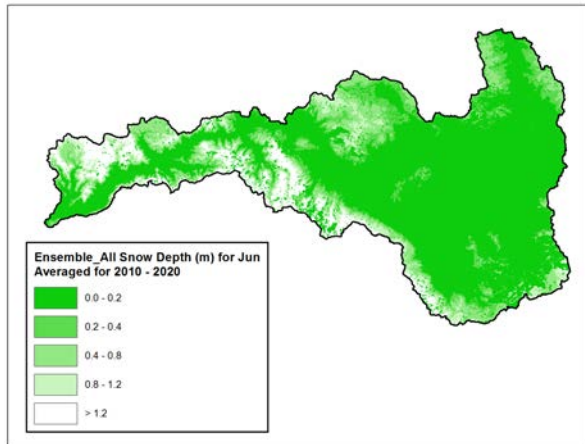 Ensemble_All Snow Depth (m) for Jun
Averaged for 2010 - 2020
0.0 - 0.2
0.2 - 0.4
0.4 - 0.8
0.8 - 1.2
> 1.2